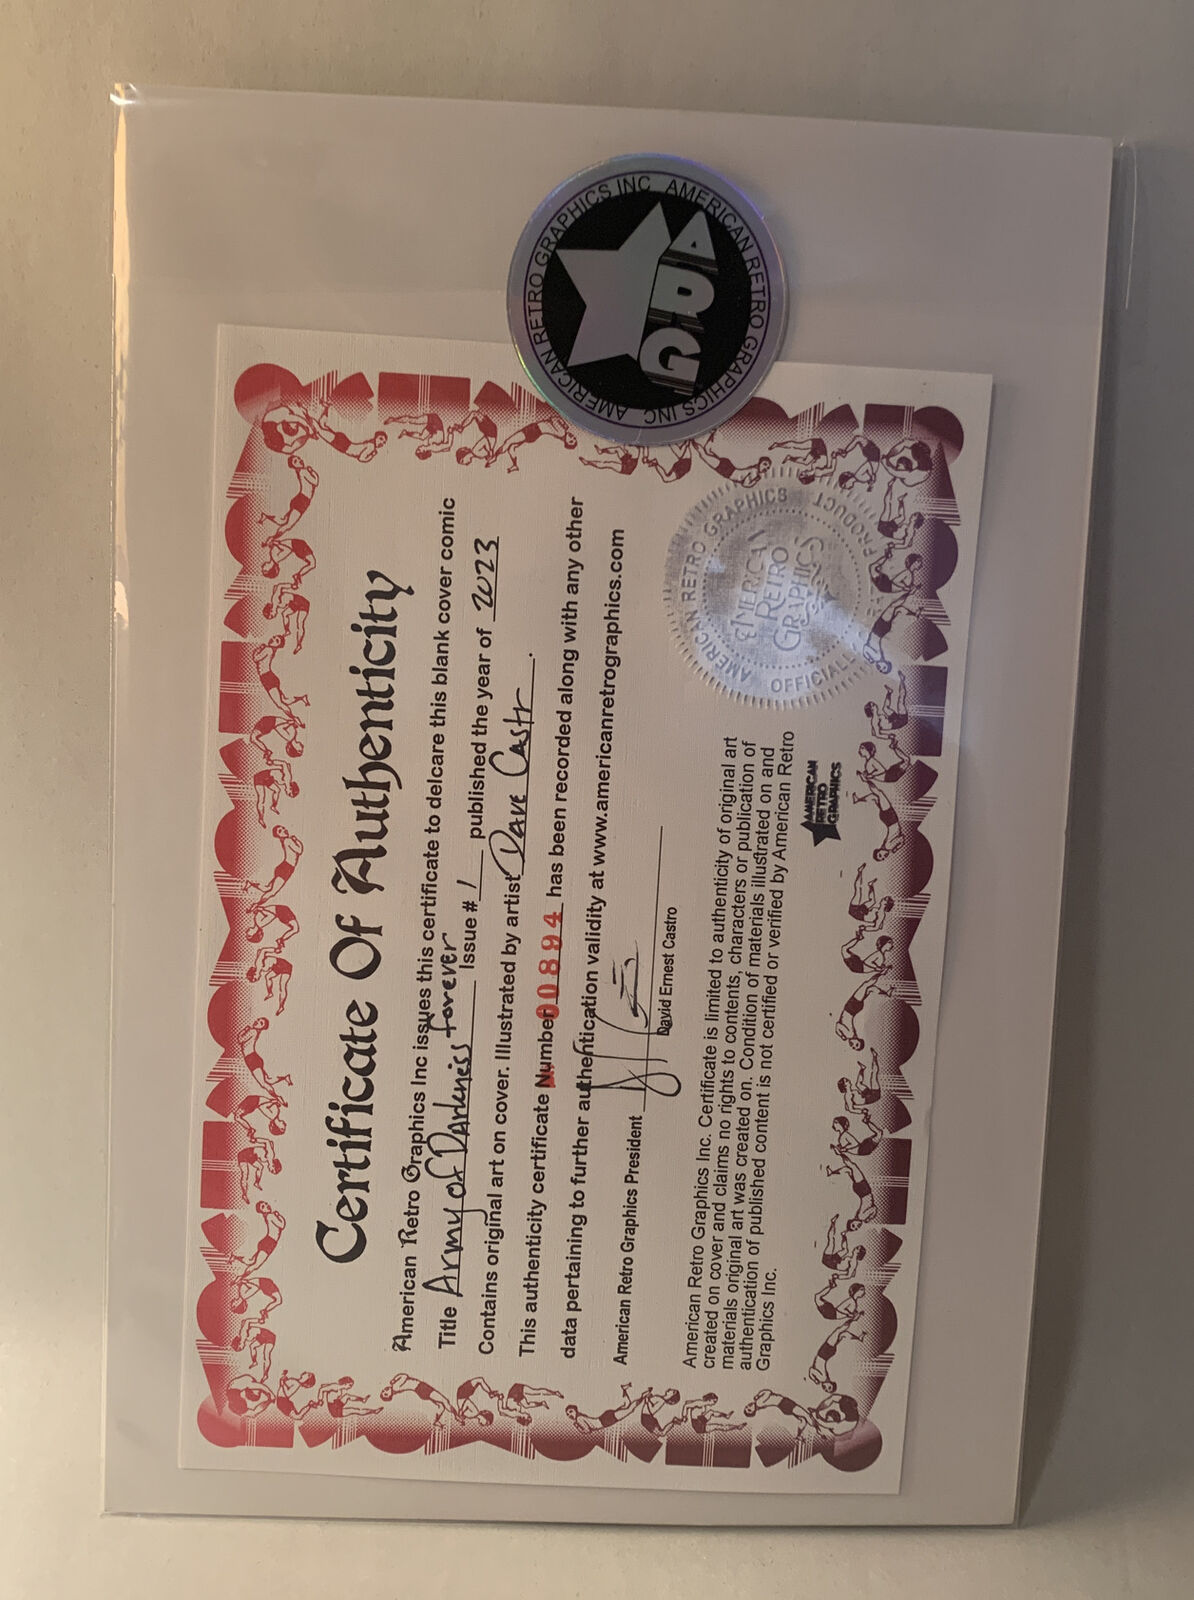 Certificate Of Authenticity
American Retro Graphics Inc issues this certificate to delcare this blank cover comic
Title Army of Darkness Forever Issue # 1 published the year of 2023
Contains original art on cover. Illustrated by artist Dave Castr.
This authenticity certificate Number 00894 has been recorded along with any other
data pertaining to further authentication validity at www.americanretrographics.com
American Retro Graphics President
David Ernest Castro
American Retro Graphics Inc. Certificate is limited to authenticity of original art
created on cover and claims no rights to contents, characters or publication of
materials original art was created on. Condition of materials illustrated on and
authentication of published content is not certified or verified by American Retro
Graphics Inc.
AMERICAN
RETRO
GRAPHICS
AMERICAN RETRO GRAPHICS
OFFICIAL
PRODUCT
AMERICAN
RETRO
GRAPHICS
AMERICAN RETRO GRAPHICS INC
AMERICAN RETRO GRAPHICS INC
ARG